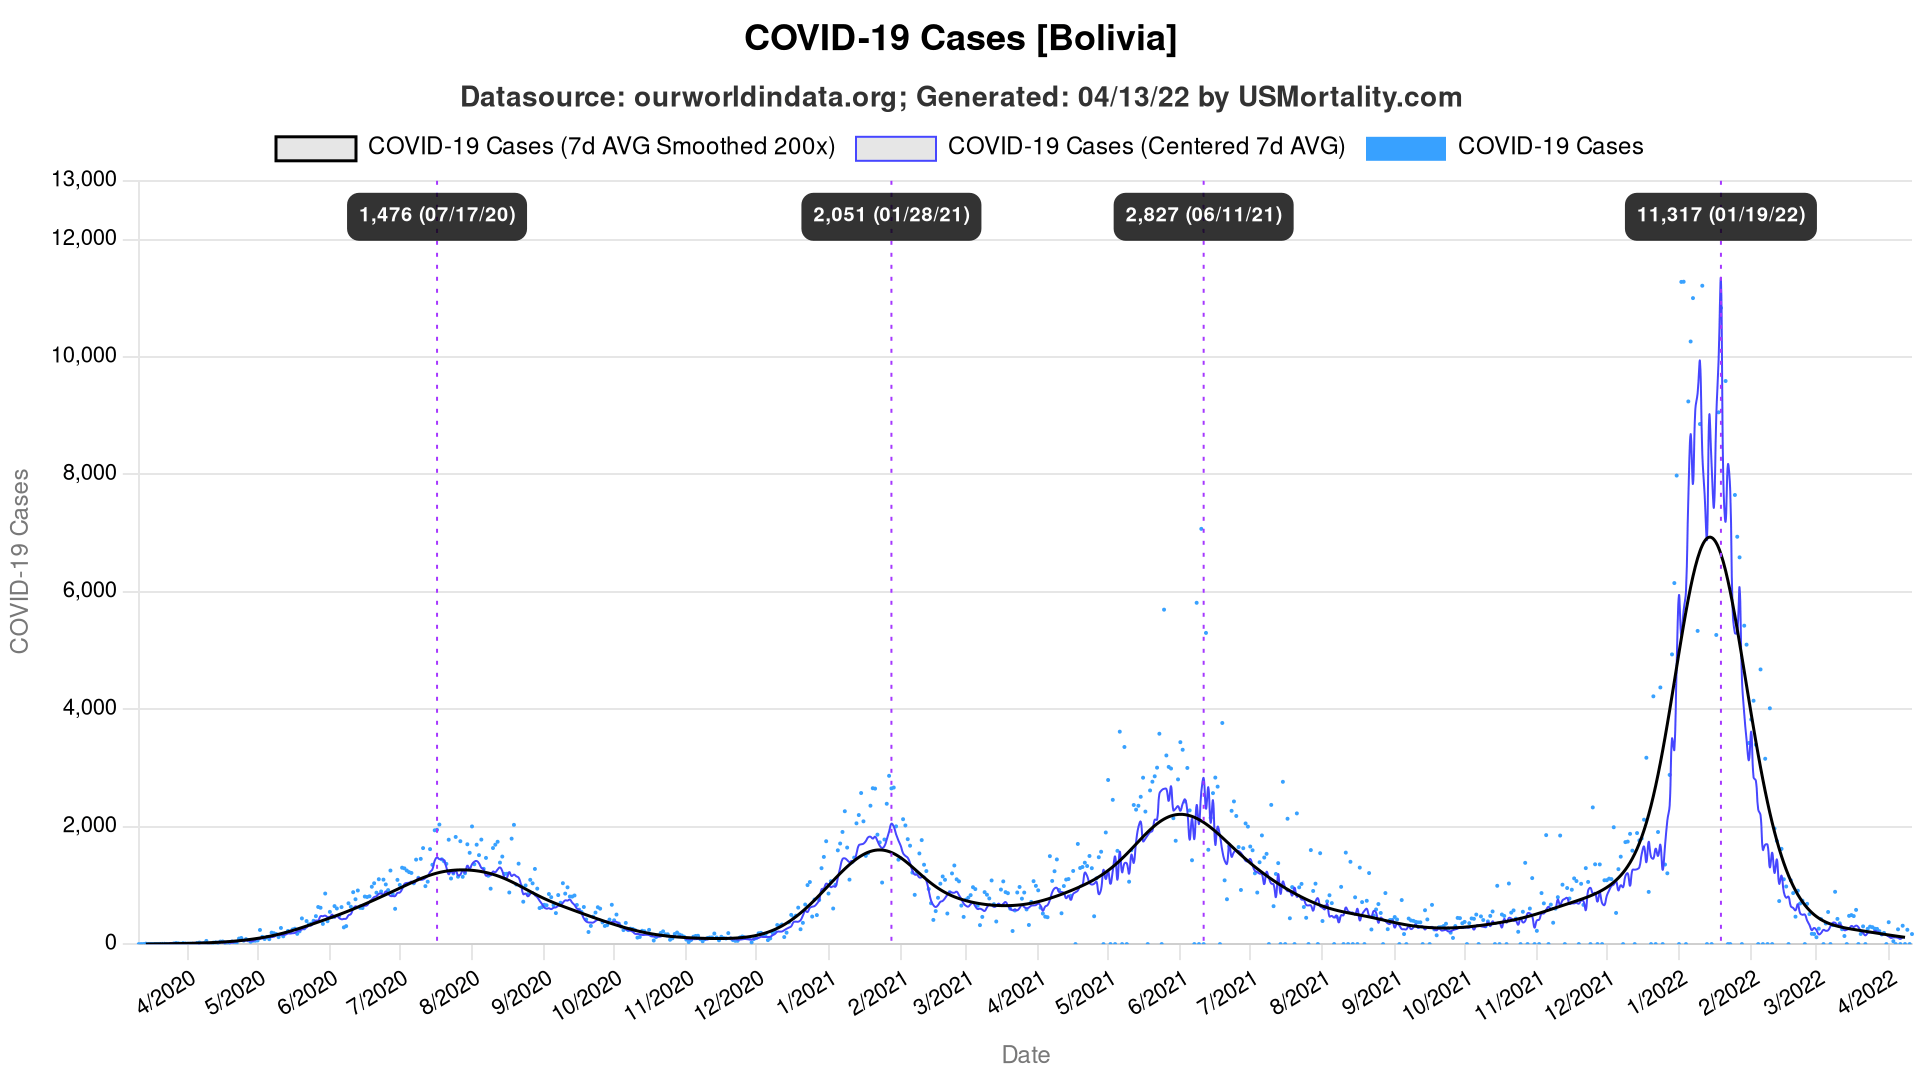 COVID-19 Cases [Bolivia]
Datasource: ourworldindata.org; Generated: 04/13/22 by USMortality.com
COVID-19 Cases (7d AVG Smoothed 200x) COVID-19 Cases (Centered 7d AVG) COVID-19 Cases
13,000
1,476 (07/17/20) 2,051 (01/28/21) 2,827 (06/11/21) 11,317 (01/19/22)
12,000
10,000
8,000
6,000
4,000
2,000
0
COVID-19 Cases
4/2020 5/2020 6/2020 7/2020 8/2020 9/2020 10/2020 11/2020 12/2020 1/2021 2/2021 3/2021 4/2021 5/2021 6/2021 7/2021 8/2021 9/2021 10/2021 11/2021 12/2021 1/2022 2/2022 3/2022 4/2022
Date